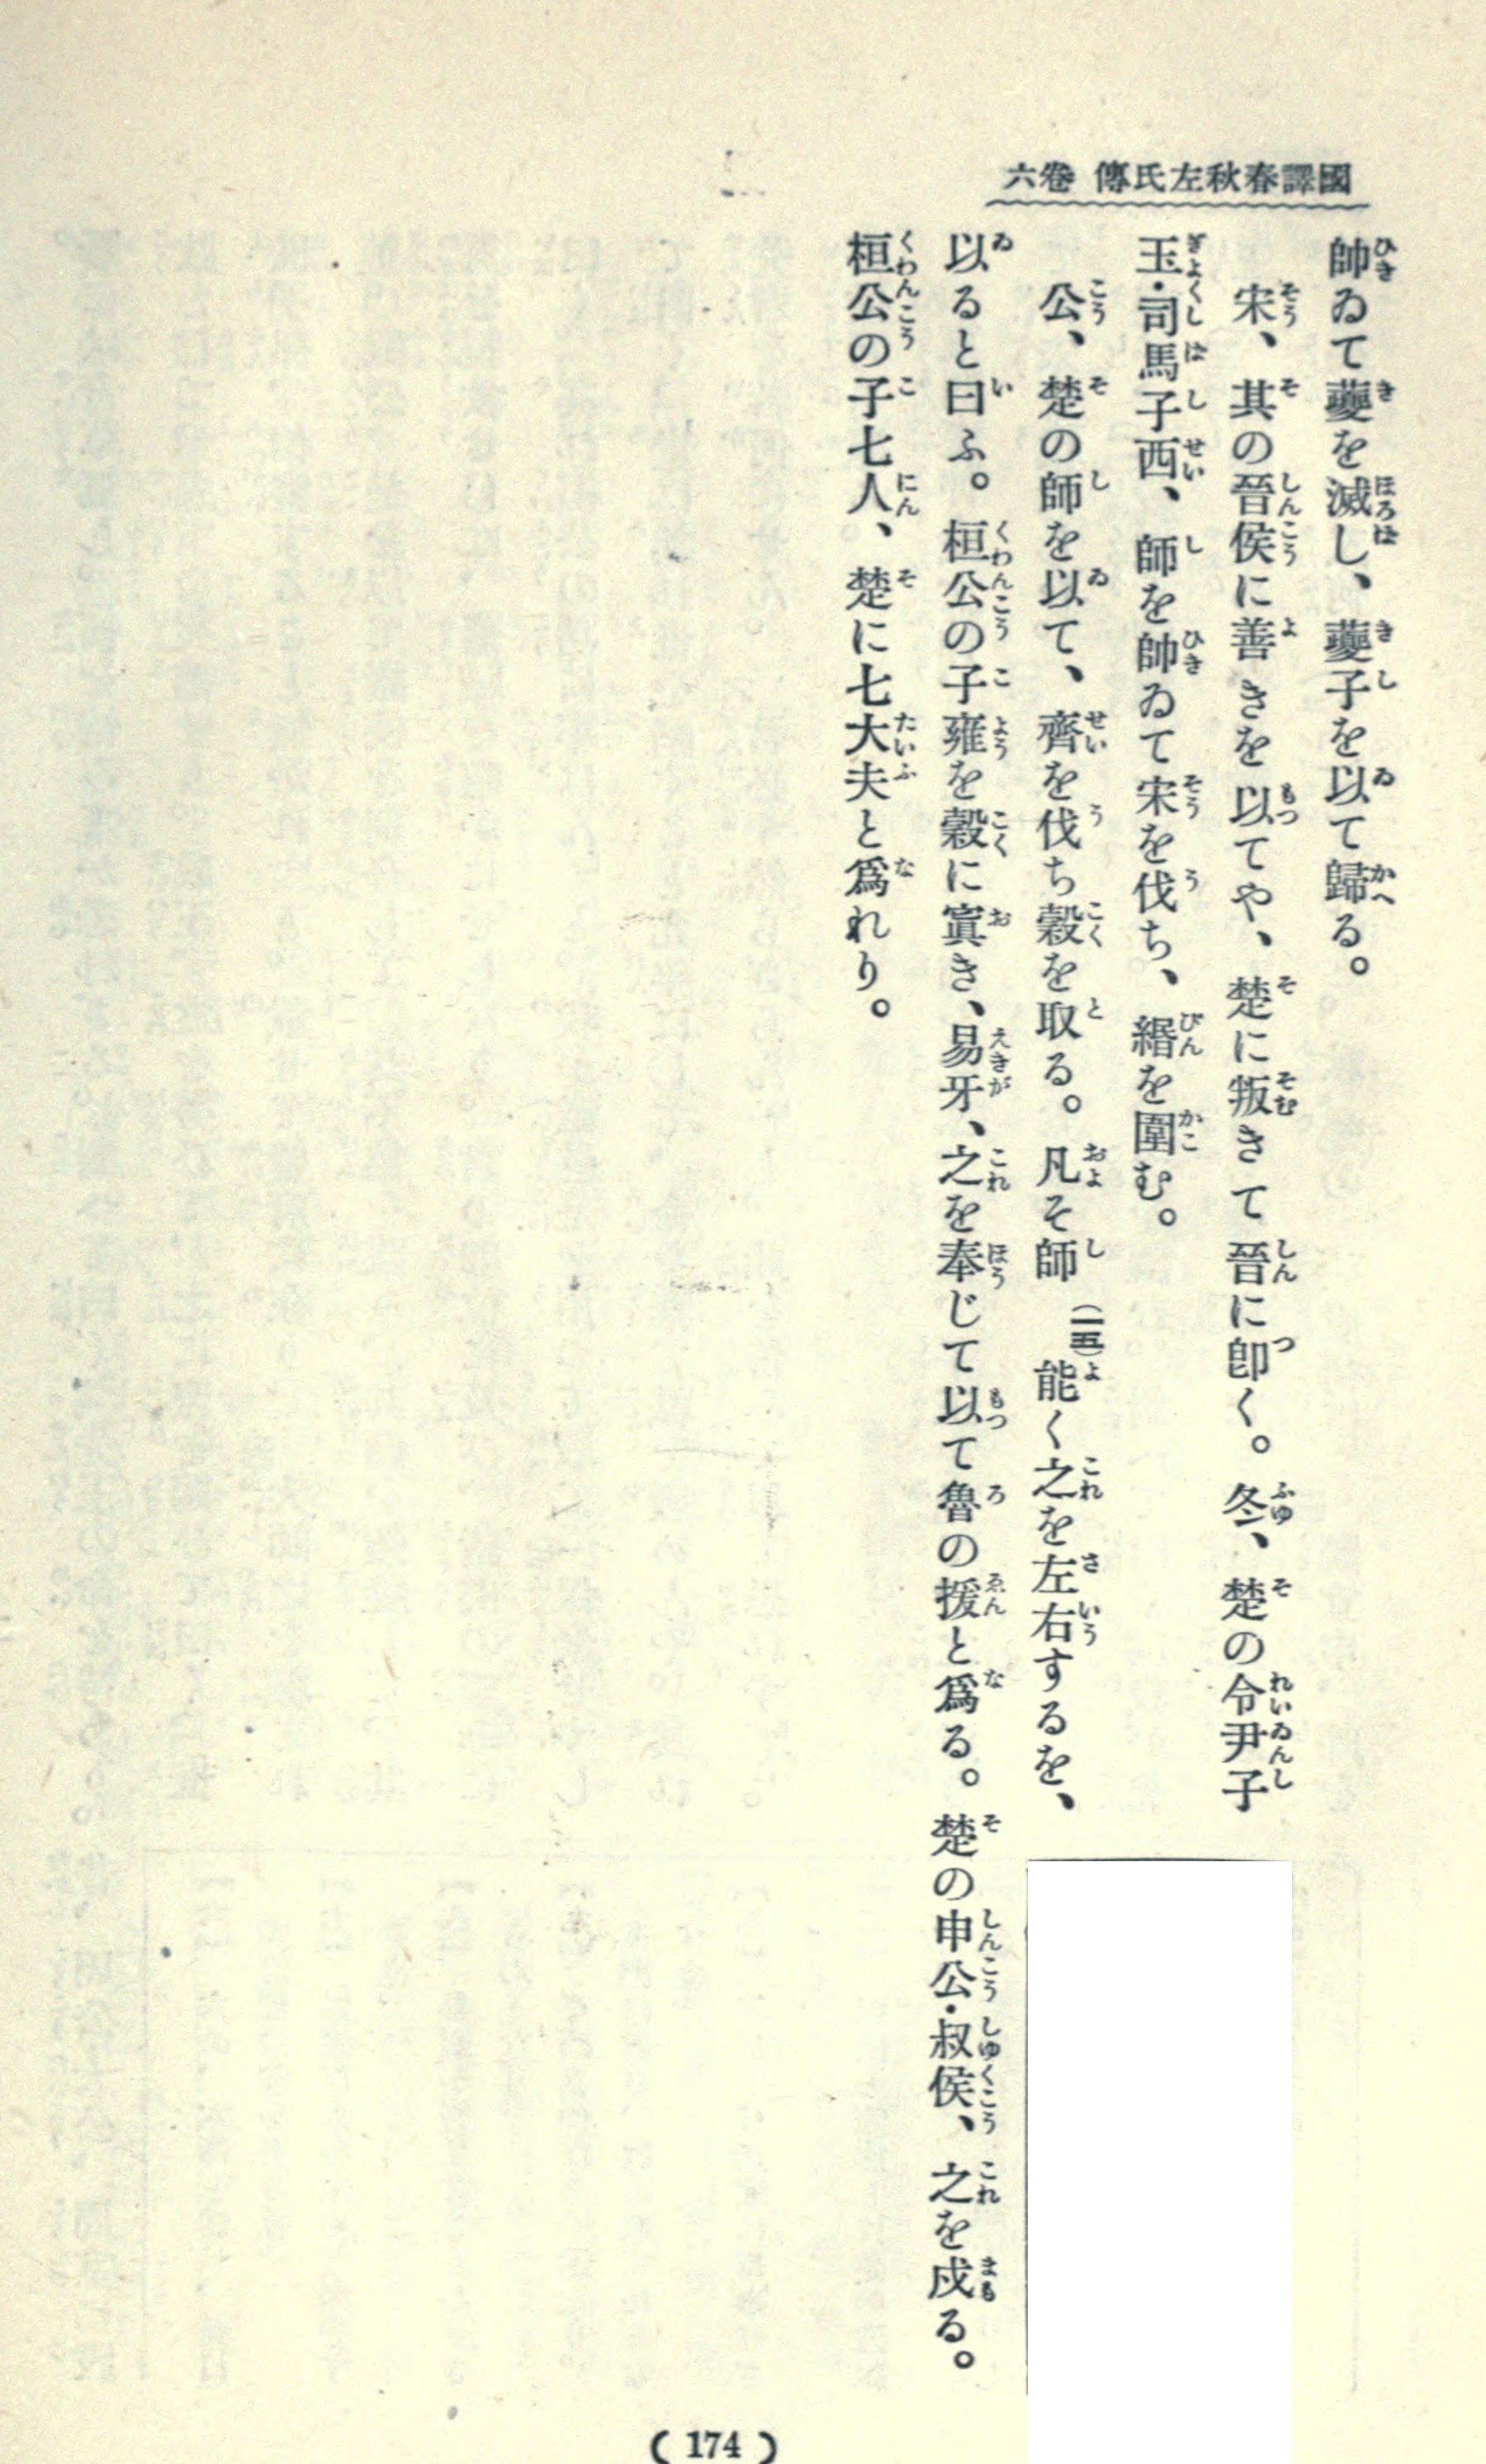 國譯春秋左氏傳 卷六
帥ゐて夔を滅し、夔子を以て歸る。
宋、其の晉侯に善きを以てや、楚に叛きて晉に卽く。冬、楚の令尹子
玉・司馬子西、師を帥ゐて宋を伐ち、緡を圍む。
公、楚の師を以て、齊を伐ち穀を取る。凡そ師(一五)能く之を左右するを、
以ると曰ふ。桓公の子雍を穀に寘き、易牙、之を奉じて以て魯の援と爲る。楚の申公・叔侯、之を戍る。
桓公の子七人、楚に七大夫と爲れり。
(174)